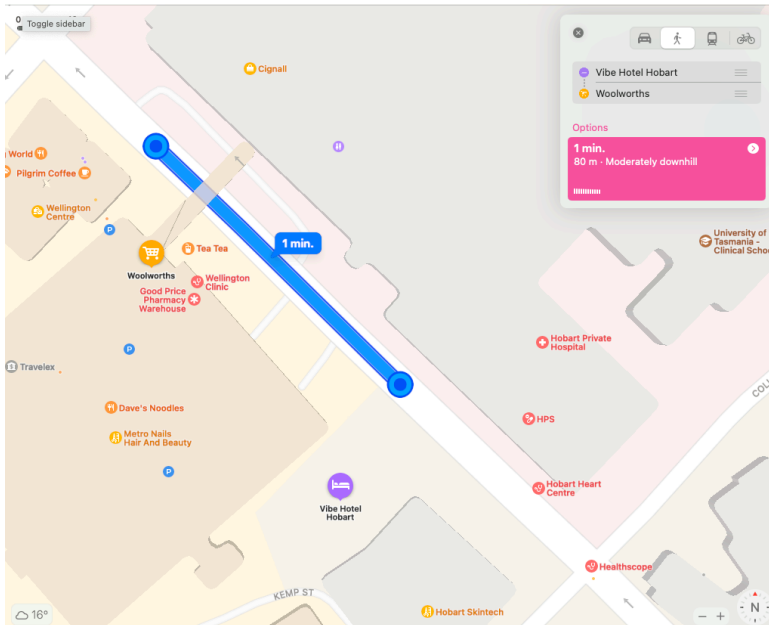 0
Toggle sidebar
Cignall
Vibe Hotel Hobart
Woolworths
Options
1 min.
80 m · Moderately downhill
World
Pilgrim Coffee
Wellington
Centre
P
Tea Tea
Woolworths
Wellington
Clinic
Good Price
Pharmacy
Warehouse
1 min.
University of
Tasmania -
Clinical Schoo
Hobart Private
Hospital
P
Travelex
COLL
Dave's Noodles
HPS
Metro Nails
Hair And Beauty
P
Hobart Heart
Centre
Vibe Hotel
Hobart
Healthscope
KEMP ST
Hobart Skintech
16°
N